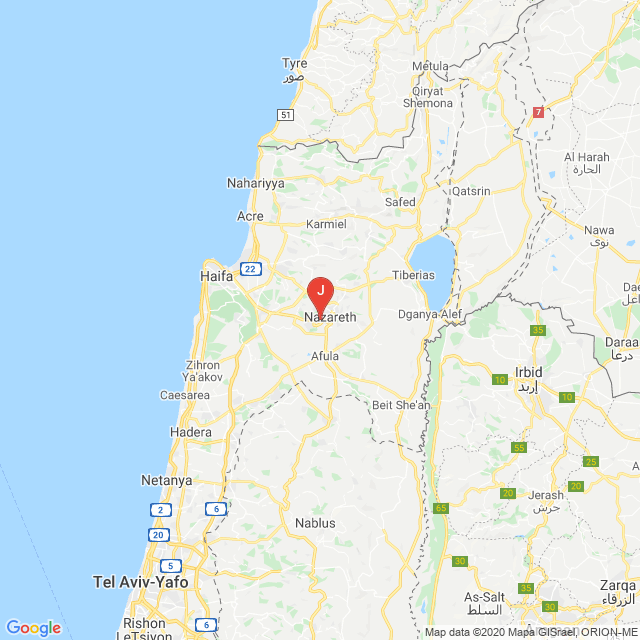 Tyre
صور
Metula
Qiryat
Shemona
51
7
Al Harah
الحارة
Nahariyya
Qatsrin
Safed
Acre
Karmiel
Nawa
نوى
22
Haifa
Tiberias
J
Nazareth
Dganya Alef
35
Daraa
درعا
Afula
Zihron
Ya'akov
Irbid
إربد
10
10
Caesarea
Beit She'an
Hadera
55
25
Netanya
20
20
Jerash
جرش
2
6
65
Nablus
20
5
30
30
Tel Aviv-Yafo
25
Zarqa
الزرقاء
As-Salt
السلط
35
Rishon
LeTsiyon
6
Google
Map data ©2020 Mapa GISrael, ORION-ME